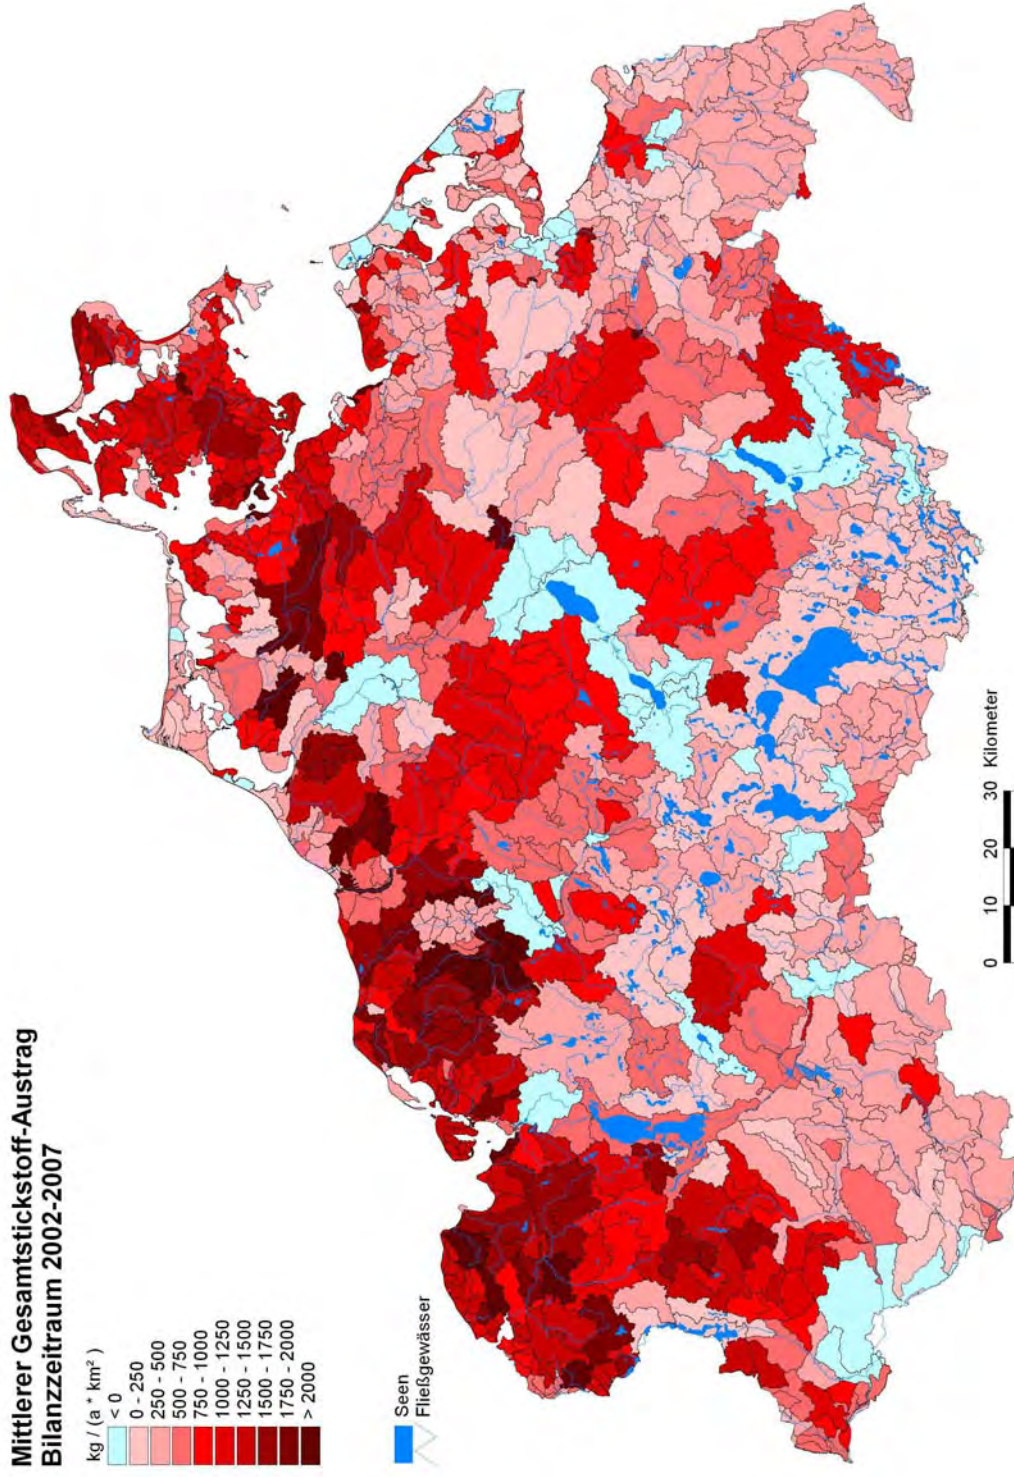 Mittlerer Gesamtstickstoff-Austrag
Bilanzzeitraum 2002-2007
kg / (a * km² )
< 0
0 - 250
250 - 500
500 - 750
750 - 1000
1000 - 1250
1250 - 1500
1500 - 1750
1750 - 2000
> 2000
Seen
Fließgewässer
0 10 20 30 Kilometer